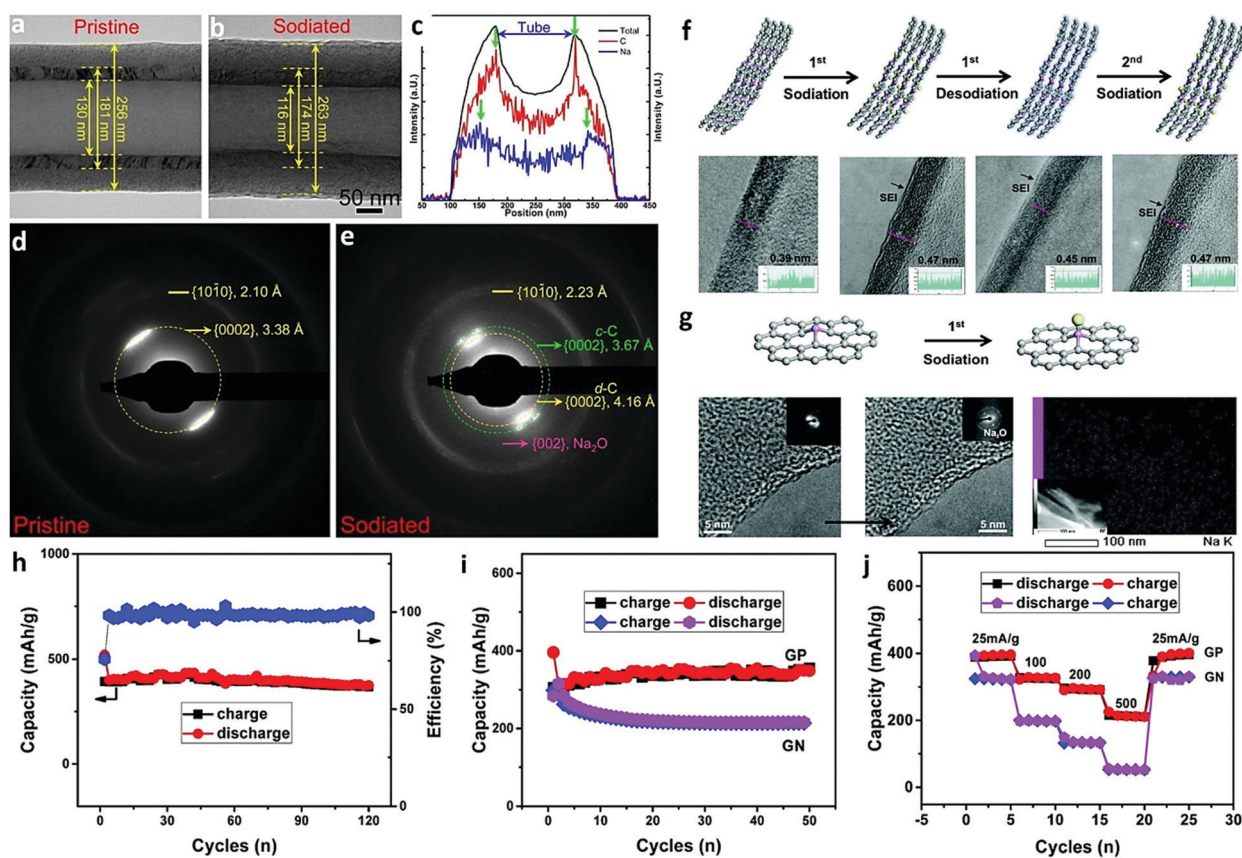 a
Pristine
130 nm
181 nm
256 nm
b
Sodiated
116 nm
174 nm
263 nm
50 nm
c
Tube
Total
C
Na
Intensity (a.u.)
Intensity (a.U.)
50 100 150 200 250 300 350 400 450
Position (nm)
d
{101̄0}, 2.10 Å
{0002}, 3.38 Å
Pristine
e
{101̄0}, 2.23 Å
c-C
{0002}, 3.67 Å
d-C
{0002}, 4.16 Å
{002}, Na₂O
Sodiated
f
1st
Sodiation
1st
Desodiation
2nd
Sodiation
0.39 nm
SEI
0.47 nm
SEI
0.45 nm
SEI
0.47 nm
g
1st
Sodiation
5 nm
Na₂O
5 nm
100 nm
Na K
h
Capacity (mAh/g)
1000
500
0
Efficiency (%)
100
50
0
charge
discharge
0 30 60 90 120
Cycles (n)
i
Capacity (mAh/g)
600
400
200
0
charge discharge
charge discharge
GP
GN
0 10 20 30 40 50
Cycles (n)
j
Capacity (mAh/g)
600
400
200
0
discharge charge
discharge charge
25mA/g
100
200
500
25mA/g
GP
GN
-5 0 5 10 15 20 25 30
Cycles (n)